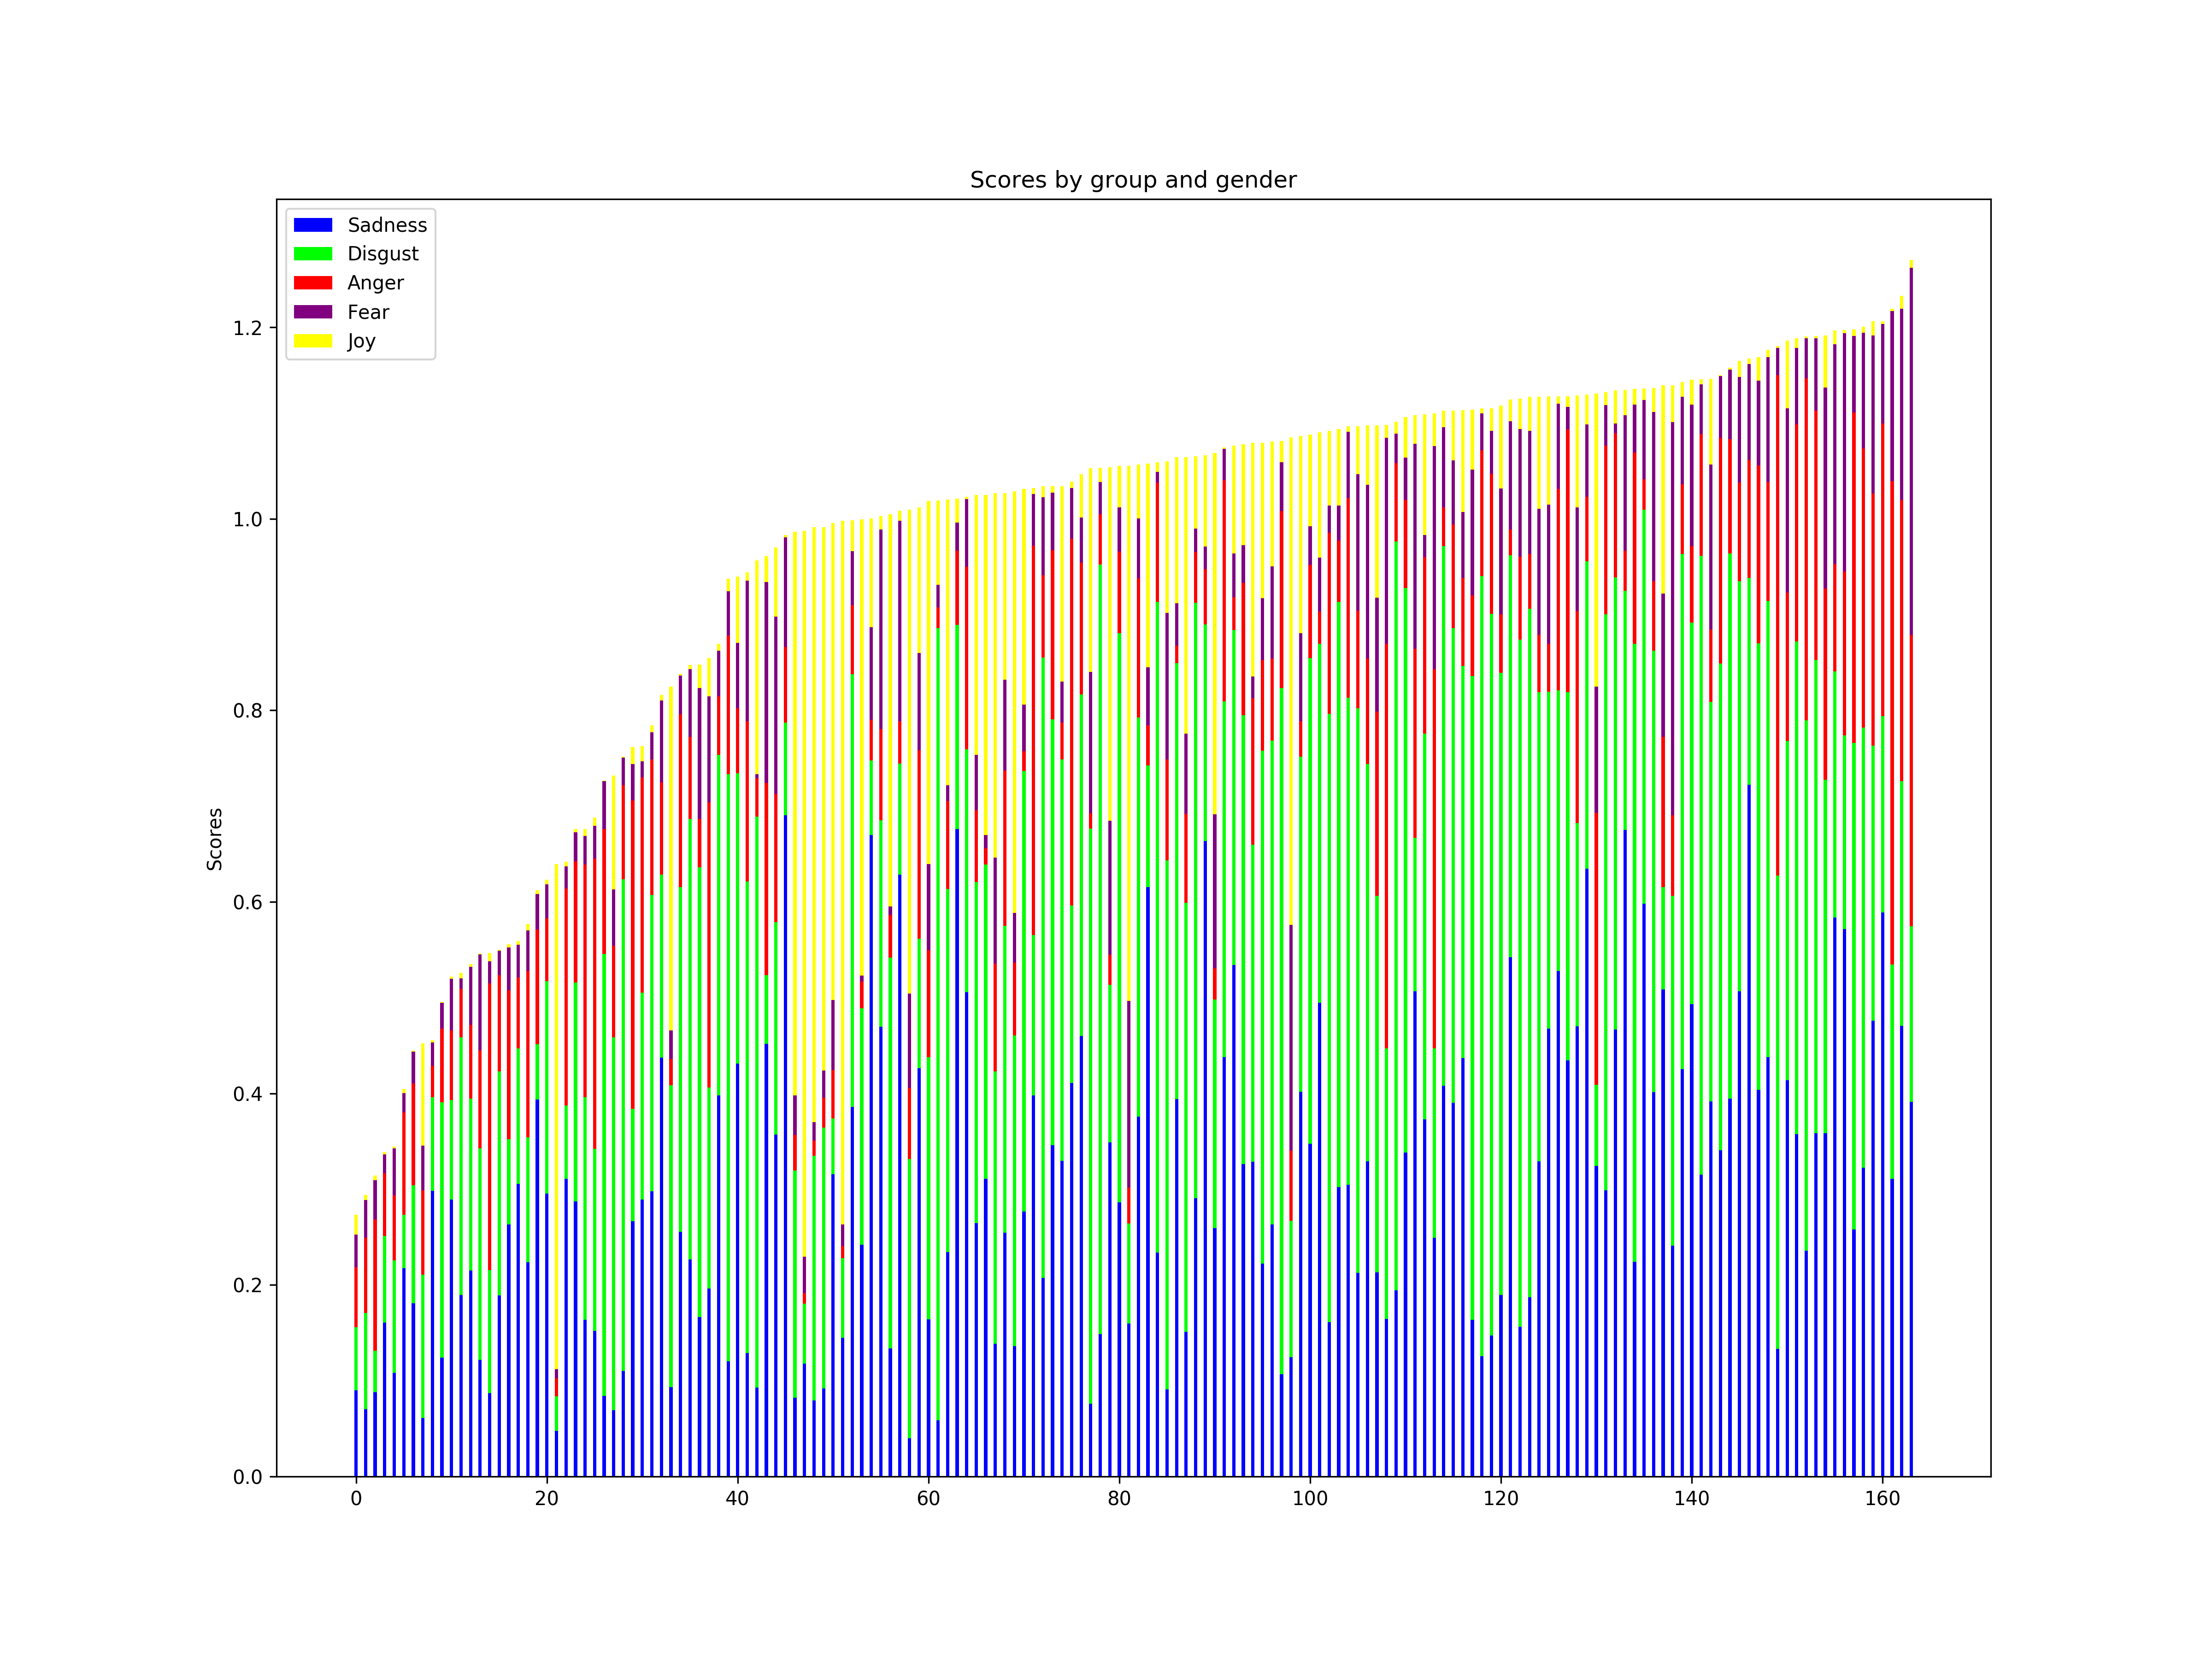 Scores by group and gender
Sadness
Disgust
Anger
Fear
Joy
Scores
1.2
1.0
0.8
0.6
0.4
0.2
0.0
0 20 40 60 80 100 120 140 160